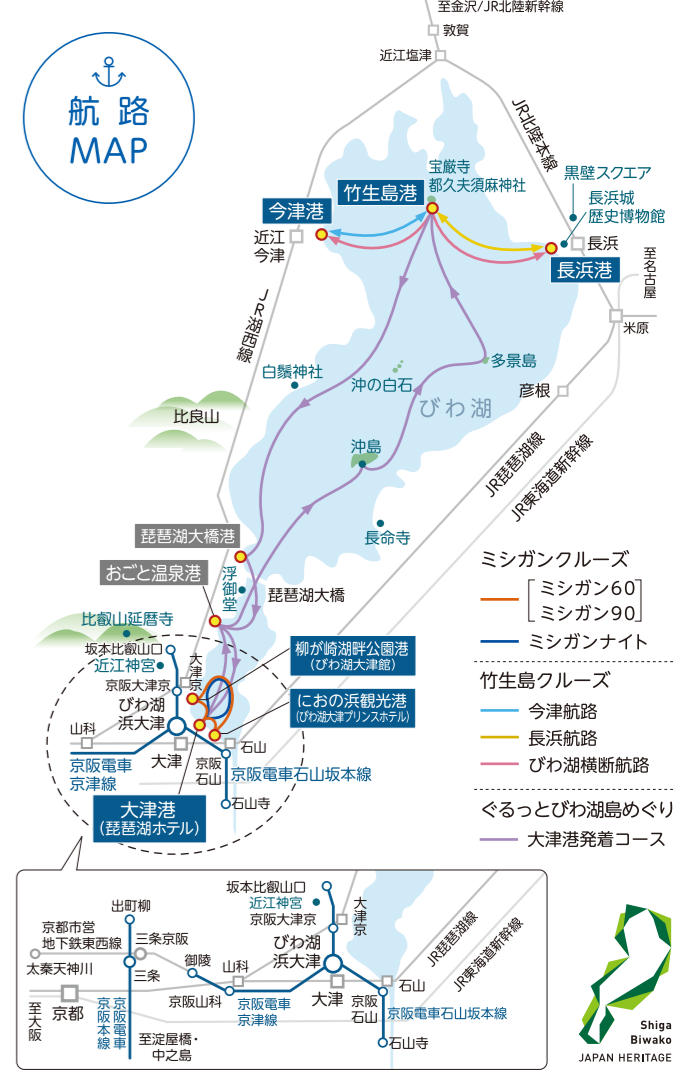 至金沢/JR北陸新幹線
敦賀
近江塩津
航路
MAP
JR北陸本線
宝厳寺
都久夫須麻神社
竹生島港
黒壁スクエア
長浜城
歴史博物館
今津港
近江
今津
長浜
長浜港
至名古屋
米原
JR湖西線
白鬚神社
沖の白石
多景島
びわ湖
彦根
比良山
沖島
JR琵琶湖線
JR東海道新幹線
長命寺
琵琶湖大橋港
おごと温泉港
浮御堂
琵琶湖大橋
比叡山延暦寺
坂本比叡山口
近江神宮
大津京
京阪大津京
びわ湖
浜大津
山科
大津
京阪
石山
石山
京阪電車
京津線
京阪電車石山坂本線
石山寺
柳が崎湖畔公園港
(びわ湖大津館)
におの浜観光港
(びわ湖大津プリンスホテル)
大津港
(琵琶湖ホテル)
ミシガンクルーズ
ミシガン60
ミシガン90
ミシガンナイト
竹生島クルーズ
今津航路
長浜航路
びわ湖横断航路
ぐるっとびわ湖島めぐり
大津港発着コース
坂本比叡山口
近江神宮
京阪大津京
大津京
びわ湖
浜大津
出町柳
京都市営
地下鉄東西線
三条京阪
太秦天神川
三条
御陵
山科
京阪山科
京都
至大阪
京阪本線
京阪電車
至淀屋橋・
中之島
京阪電車
京津線
大津
京阪
石山
石山
京阪電車石山坂本線
石山寺
JR琵琶湖線
JR東海道新幹線
Shiga
Biwako
JAPAN HERITAGE